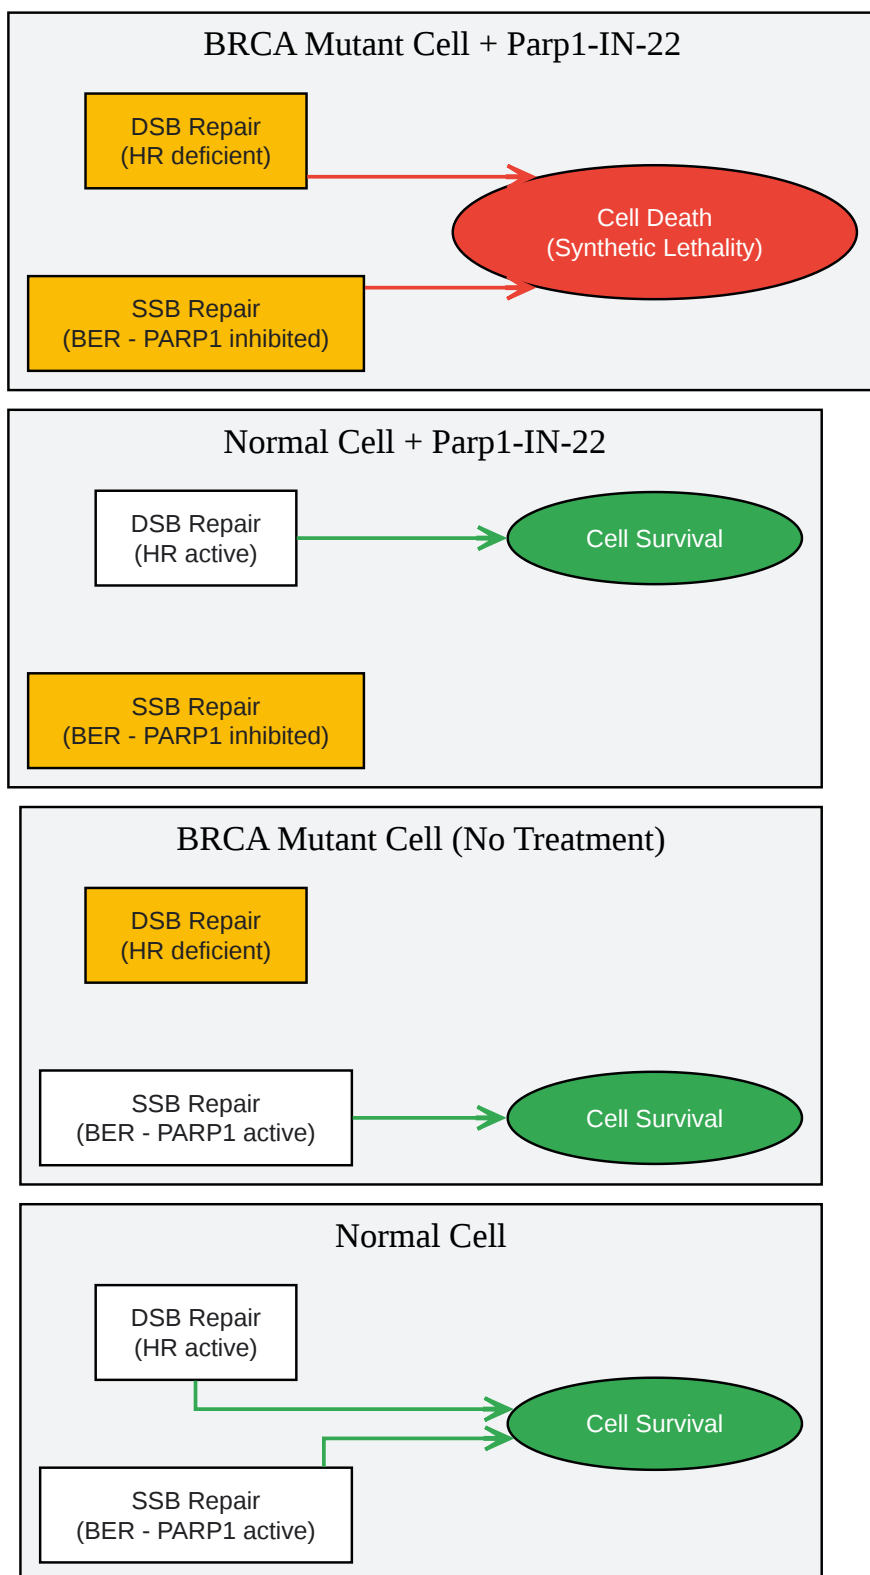 BRCA Mutant Cell + Parp1-IN-22
DSB Repair
(HR deficient)
Cell Death
(Synthetic Lethality)
SSB Repair
(BER - PARP1 inhibited)
Normal Cell + Parp1-IN-22
DSB Repair
(HR active)
Cell Survival
SSB Repair
(BER - PARP1 inhibited)
BRCA Mutant Cell (No Treatment)
DSB Repair
(HR deficient)
SSB Repair
(BER - PARP1 active)
Cell Survival
Normal Cell
DSB Repair
(HR active)
Cell Survival
SSB Repair
(BER - PARP1 active)